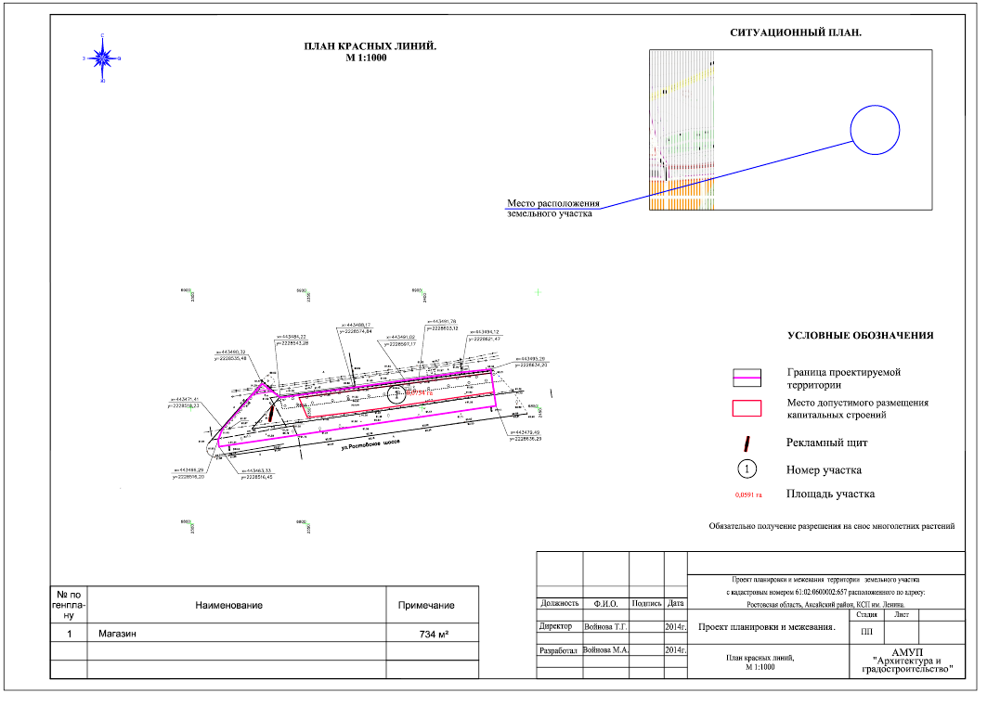 ПЛАН КРАСНЫХ ЛИНИЙ.
М 1:1000
СИТУАЦИОННЫЙ ПЛАН.
С
З
В
Ю
Место расположения
земельного участка
x=443488,17
y=2228574,84
x=443491,78
y=2228603,12
x=443484,22
y=2228543,28
x=443491,02
y=2228597,17
x=443494,12
y=2228621,47
y=2228535,48
x=443495,29
y=2228634,20
x=443471,41
1
ул.Ростовское шоссе
x=443479,49
y=2228636,29
y=2228516,20
x=443463,33
y=2228516,45
УСЛОВНЫЕ ОБОЗНАЧЕНИЯ
Граница проектируемой
территории
Место допустимого размещения
капитальных строений
Рекламный щит
1 Номер участка
0,0591 га Площадь участка
Обязательно получение разрешения на снос многолетних растений
№ по
генпла-
ну
Наименование
Примечание
1 Магазин 734 м²
Должность Ф.И.О. Подпись Дата
Директор Войнова Т.Г. 2014г.
Разработал Войнова М.А. 2014г.
Проект планировки и межевания территории земельного участка
с кадастровым номером 61:02:0600002:657 расположенного по адресу:
Ростовская область, Аксайский район, КСП им. Ленина.
Проект планировки и межевания.
Стадия Лист
ПП
План красных линий,
М 1:1000
АМУП
"Архитектура и
градостроительство"